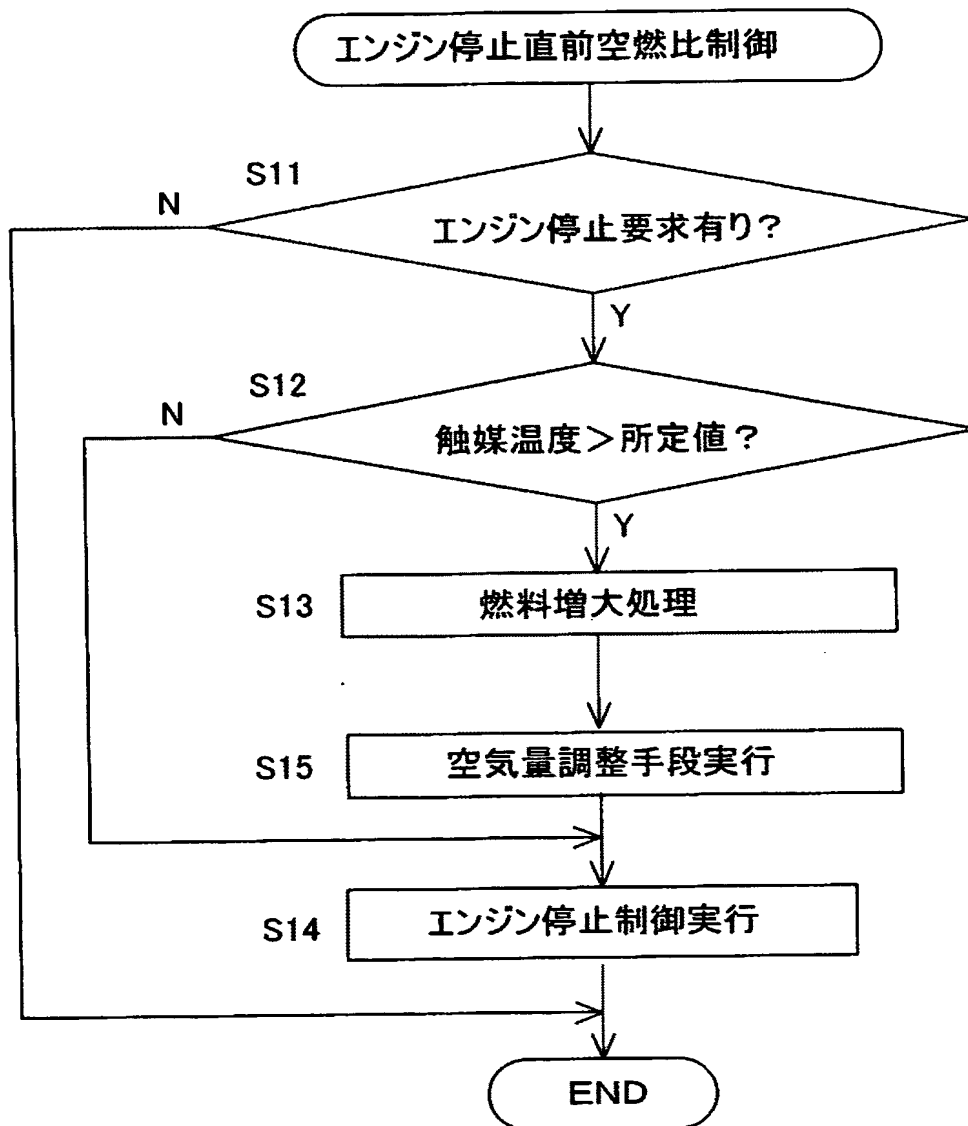 エンジン停止直前空燃比制御
S11
N
エンジン停止要求有り?
Y
S12
N
触媒温度>所定値?
Y
S13
燃料増大処理
S15
空気量調整手段実行
S14
エンジン停止制御実行
END